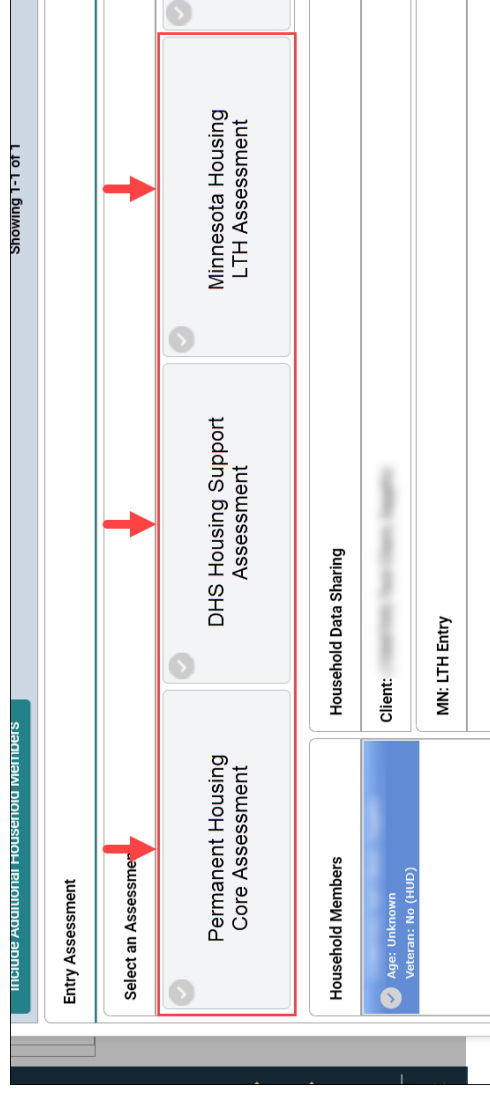 Include Additional Household Members
Showing 1-1 of 1
Entry Assessment
Select an Assessmen
Permanent Housing
Core Assessment
DHS Housing Support
Assessment
Minnesota Housing
LTH Assessment
Household Members
Age: Unknown
Veteran: No (HUD)
Household Data Sharing
Client:
MN: LTH Entry